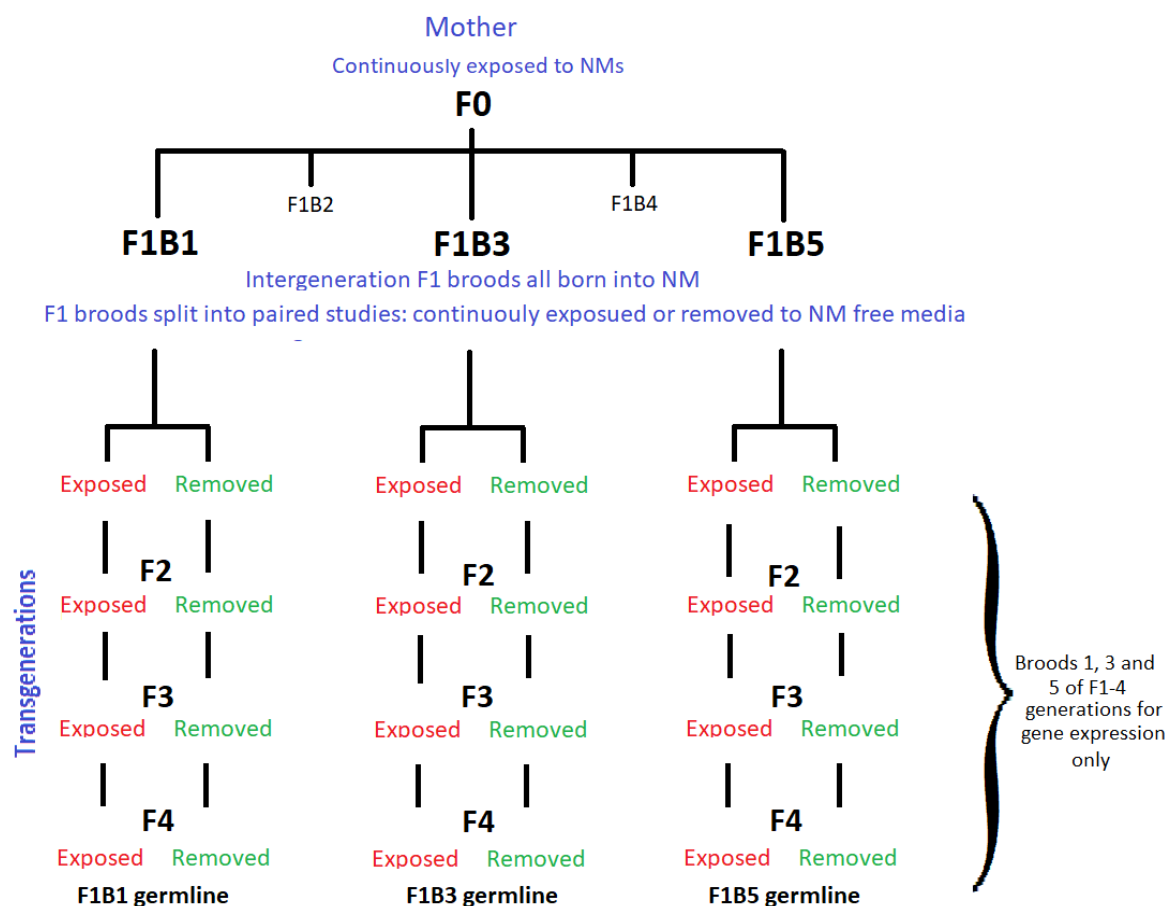 Mother
Continuously exposed to NMs
F0
F1B2 F1B4
F1B1 F1B3 F1B5
Intergeneration F1 broods all born into NM
F1 broods split into paired studies: continuouly exposued or removed to NM free media
Exposed Removed Exposed Removed Exposed Removed
F2 F2 F2
Exposed Removed Exposed Removed Exposed Removed
Transgenerations
Broods 1, 3 and
5 of F1-4
generations for
gene expression
only
F3 F3 F3
Exposed Removed Exposed Removed Exposed Removed
F4 F4 F4
Exposed Removed Exposed Removed Exposed Removed
F1B1 germline F1B3 germline F1B5 germline